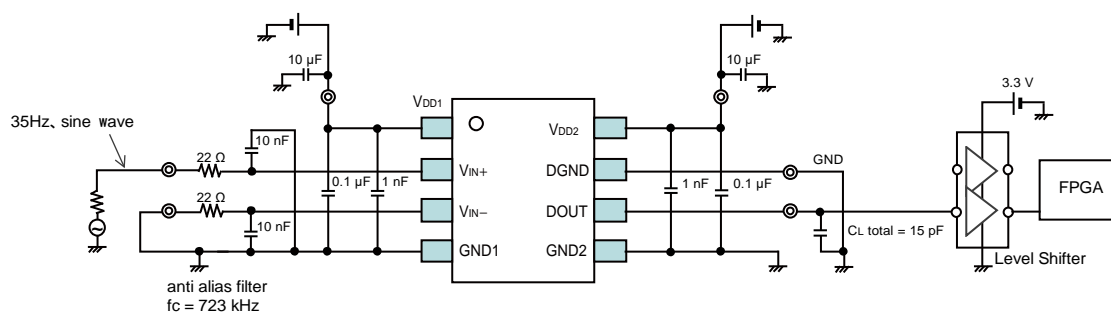 10 µF
10 µF
3.3 V
VDD1
VDD2
35Hz、sine wave
10 nF
22 Ω
VIN+
DGND
GND
0.1 µF
1 nF
1 nF
0.1 µF
FPGA
22 Ω
VIN−
DOUT
10 nF
CL total = 15 pF
GND1
GND2
Level Shifter
anti alias filter
fc = 723 kHz